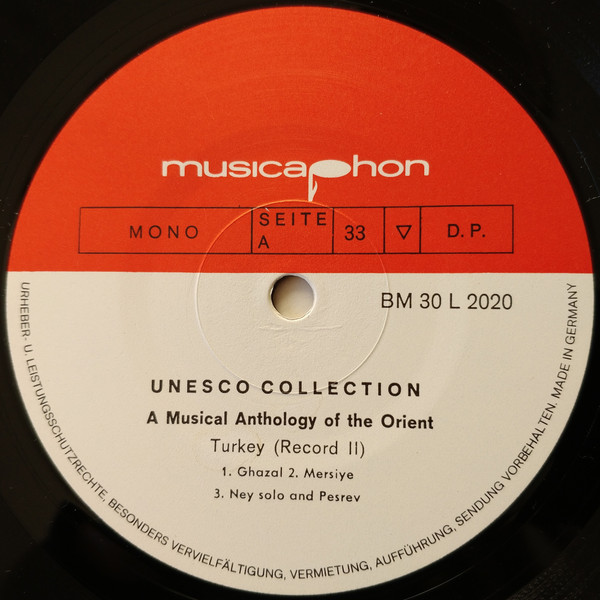 musicaphon
MONO
SEITE
A
33
▽
D.P.
BM 30 L 2020
UNESCO COLLECTION
A Musical Anthology of the Orient
Turkey (Record II)
1. Ghazal 2. Mersiye
3. Ney solo and Pesrev
URHEBER- U. LEISTUNGSSCHUTZRECHTE, BESONDERS VERVIELFÄLTIGUNG, VERMIETUNG, AUFFÜHRUNG, SENDUNG VORBEHALTEN. MADE IN GERMANY